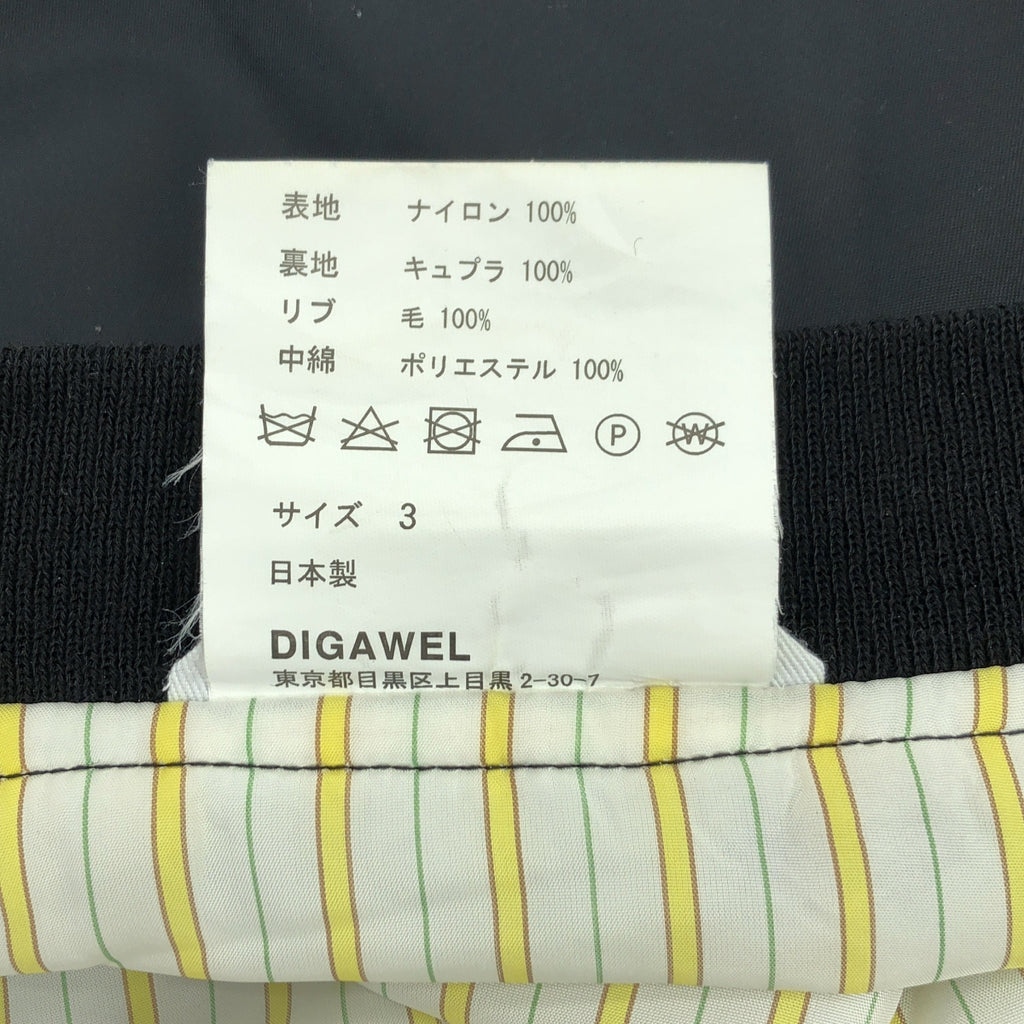 表地 ナイロン 100%
裏地 キュプラ 100%
リブ 毛 100%
中綿 ポリエステル 100%
P W
サイズ 3
日本製
DIGAWEL
東京都目黒区上目黒 2-30-7